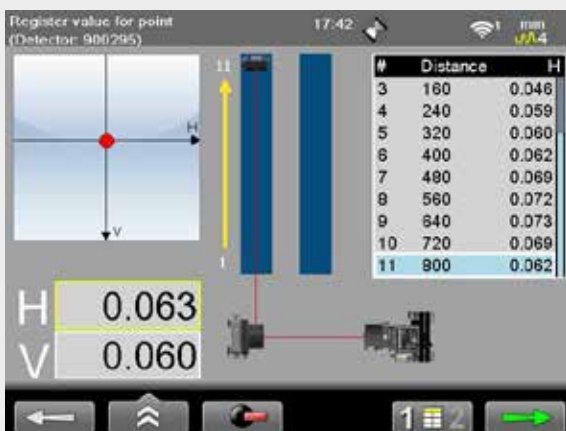 Register value for point
(Detector: 900295)
17:42
1
mm
4
H
V
11
1
# Distance H
3 160 0.046
4 240 0.059
5 320 0.060
6 400 0.062
7 480 0.069
8 560 0.072
9 640 0.073
10 720 0.069
11 800 0.062
H 0.063
V 0.060
1 2